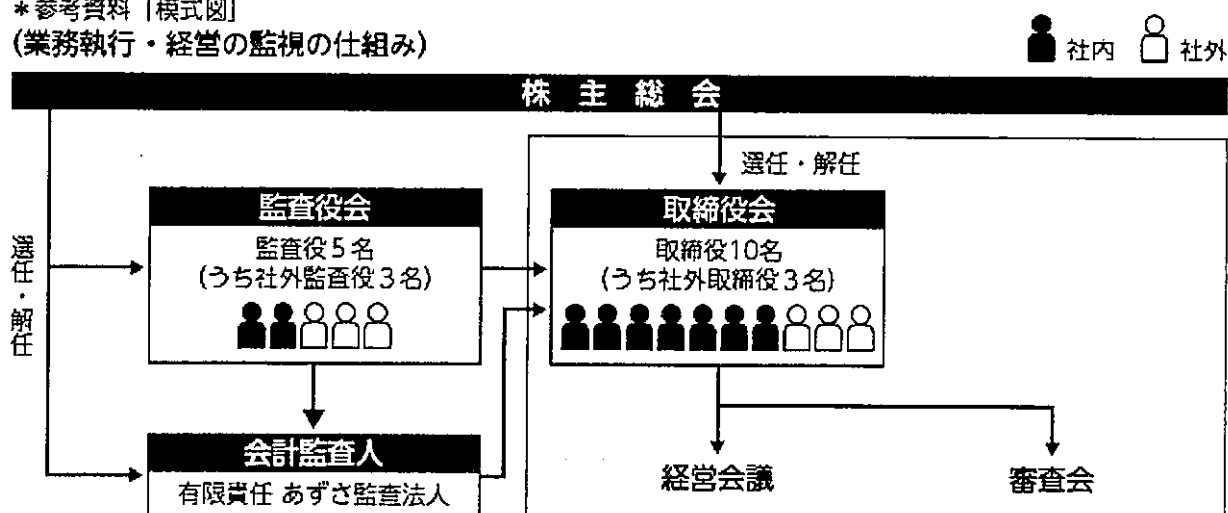 *参考資料［模式図］
(業務執行・経営の監視の仕組み)
社内 社外
株主総会
選任・解任
監査役会
監査役5名
(うち社外監査役3名)
取締役会
取締役10名
(うち社外取締役3名)
選任・解任
会計監査人
有限責任 あずさ監査法人
経営会議
審査会